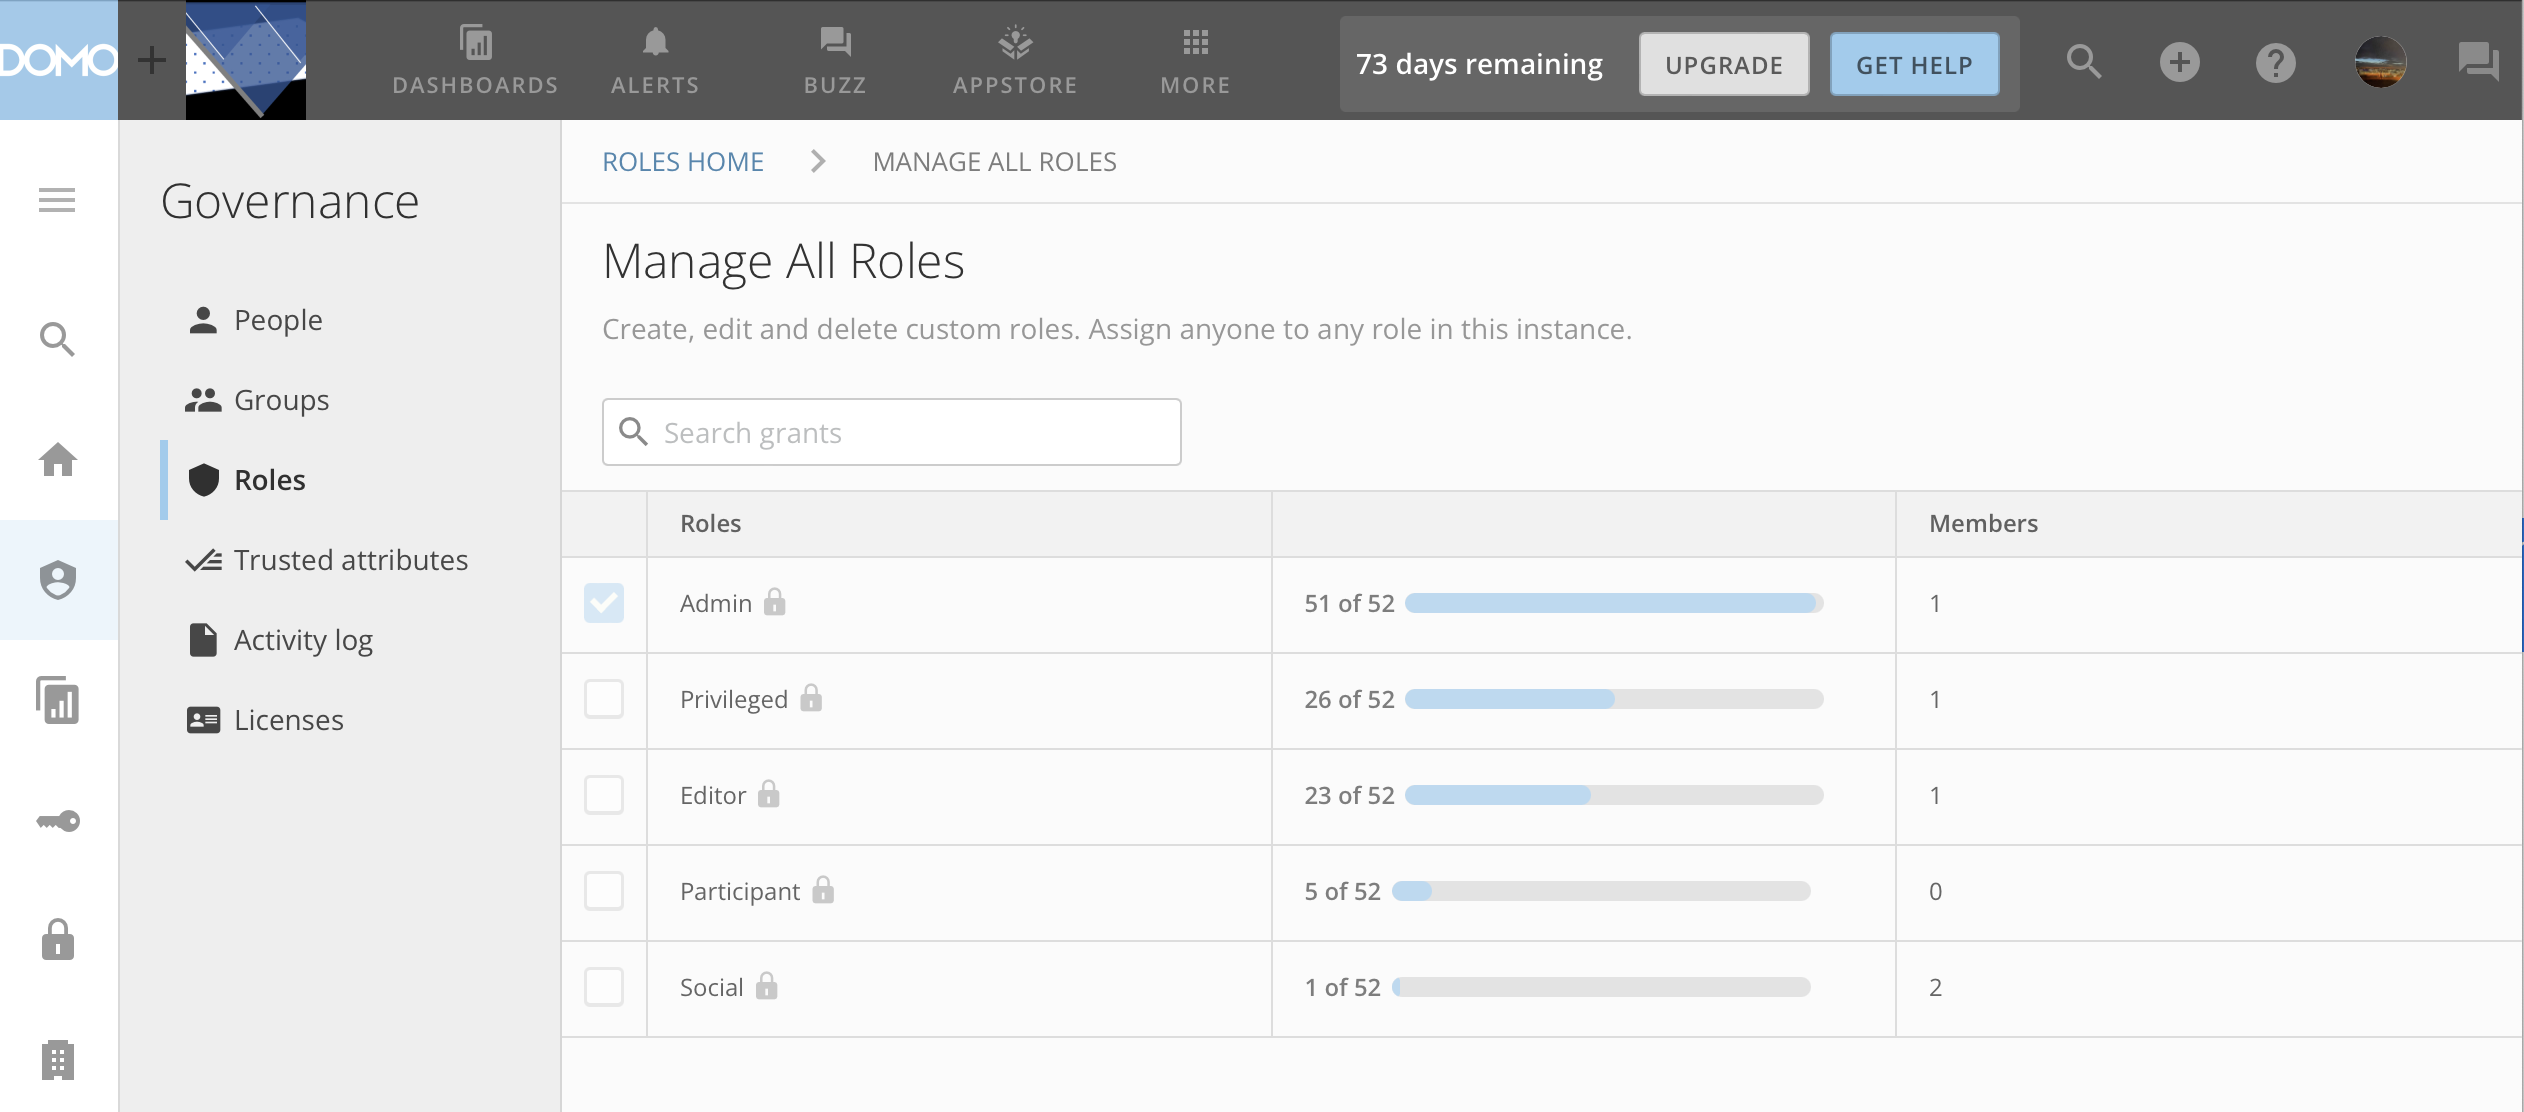 DOMO
DASHBOARDS
ALERTS
BUZZ
APPSTORE
MORE
73 days remaining
UPGRADE
GET HELP
Governance
People
Groups
Roles
Trusted attributes
Activity log
Licenses
ROLES HOME
MANAGE ALL ROLES
Manage All Roles
Create, edit and delete custom roles. Assign anyone to any role in this instance.
Search grants
Roles
Members
Admin
51 of 52
1
Privileged
26 of 52
1
Editor
23 of 52
1
Participant
5 of 52
0
Social
1 of 52
2